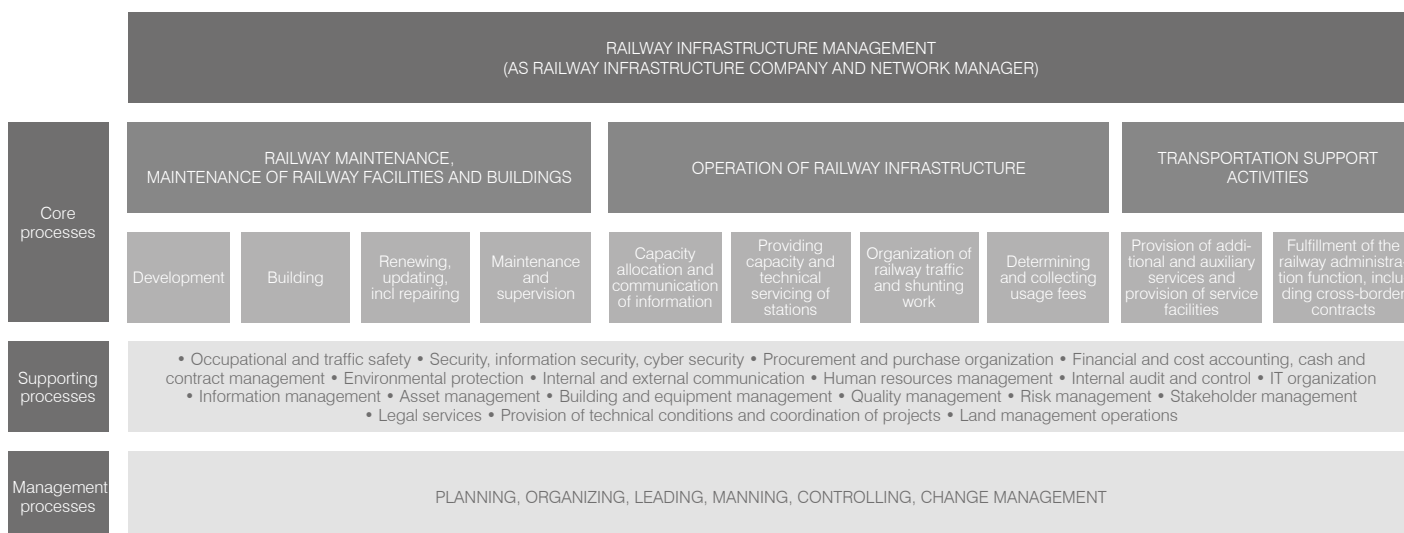 RAILWAY INFRASTRUCTURE MANAGEMENT
(AS RAILWAY INFRASTRUCTURE COMPANY AND NETWORK MANAGER)
Core
processes
RAILWAY MAINTENANCE,
MAINTENANCE OF RAILWAY FACILITIES AND BUILDINGS
OPERATION OF RAILWAY INFRASTRUCTURE
TRANSPORTATION SUPPORT
ACTIVITIES
Development
Building
Renewing,
updating,
incl repairing
Maintenance
and
supervision
Capacity
allocation and
communication
of information
Providing
capacity and
technical
servicing of
stations
Organization of
railway traffic
and shunting
work
Determining
and collecting
usage fees
Provision of addi-
tional and auxiliary
services and
provision of service
facilities
Fulfillment of the
railway administra-
tion function, inclu-
ding cross-border
contracts
Supporting
processes
• Occupational and traffic safety • Security, information security, cyber security • Procurement and purchase organization • Financial and cost accounting, cash and
contract management • Environmental protection • Internal and external communication • Human resources management • Internal audit and control • IT organization
• Information management • Asset management • Building and equipment management • Quality management • Risk management • Stakeholder management
• Legal services • Provision of technical conditions and coordination of projects • Land management operations
Management
processes
PLANNING, ORGANIZING, LEADING, MANNING, CONTROLLING, CHANGE MANAGEMENT